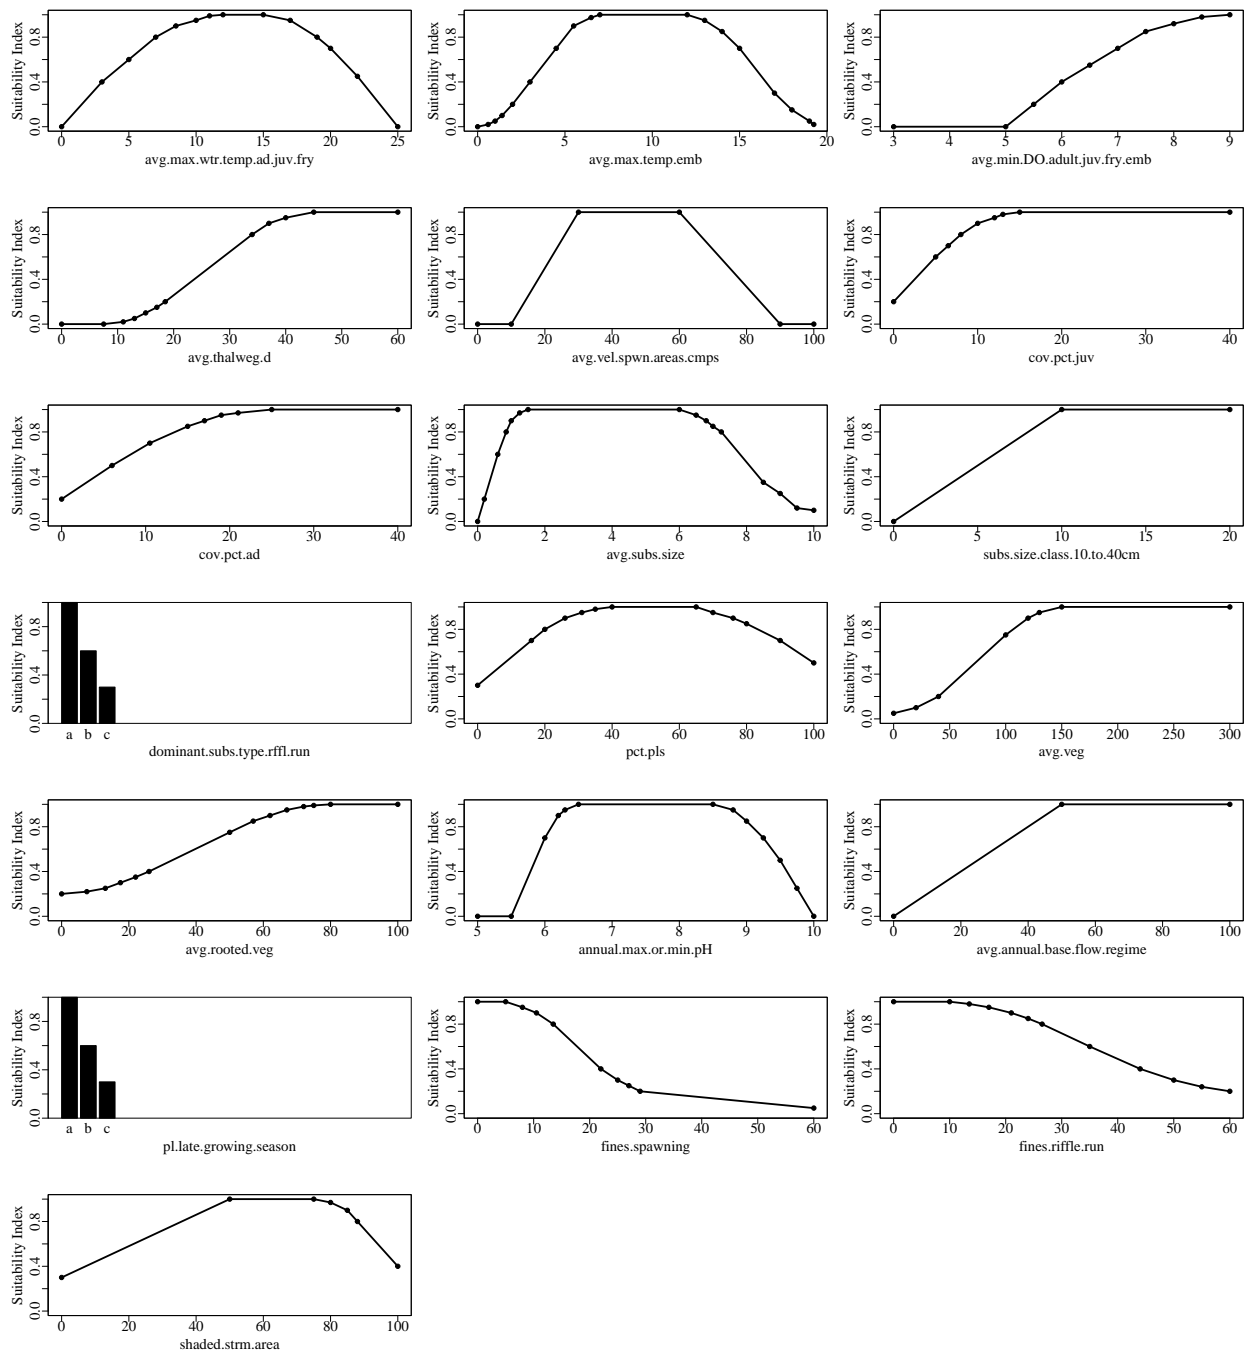 Suitability Index
0.0 0.4 0.8
0 5 10 15 20 25
avg.max.wtr.temp.ad.juv.fry
Suitability Index
0.0 0.4 0.8
0 5 10 15 20
avg.max.temp.emb
Suitability Index
0.0 0.4 0.8
3 4 5 6 7 8 9
avg.min.DO.adult.juv.fry.emb
Suitability Index
0.0 0.4 0.8
0 10 20 30 40 50 60
avg.thalweg.d
Suitability Index
0.0 0.4 0.8
0 20 40 60 80 100
avg.vel.spwn.areas.cmps
Suitability Index
0.0 0.4 0.8
0 10 20 30 40
cov.pct.juv
Suitability Index
0.0 0.4 0.8
0 10 20 30 40
cov.pct.ad
Suitability Index
0.0 0.4 0.8
0 2 4 6 8 10
avg.subs.size
Suitability Index
0.0 0.4 0.8
0 5 10 15 20
subs.size.class.10.to.40cm
Suitability Index
0.0 0.4 0.8
a b c
dominant.subs.type.rffl.run
Suitability Index
0.0 0.4 0.8
0 20 40 60 80 100
pct.pls
Suitability Index
0.0 0.4 0.8
0 50 100 150 200 250 300
avg.veg
Suitability Index
0.0 0.4 0.8
0 20 40 60 80 100
avg.rooted.veg
Suitability Index
0.0 0.4 0.8
5 6 7 8 9 10
annual.max.or.min.pH
Suitability Index
0.0 0.4 0.8
0 20 40 60 80 100
avg.annual.base.flow.regime
Suitability Index
0.0 0.4 0.8
a b c
pl.late.growing.season
Suitability Index
0.0 0.4 0.8
0 10 20 30 40 50 60
fines.spawning
Suitability Index
0.0 0.4 0.8
0 10 20 30 40 50 60
fines.riffle.run
Suitability Index
0.0 0.4 0.8
0 20 40 60 80 100
shaded.strm.area